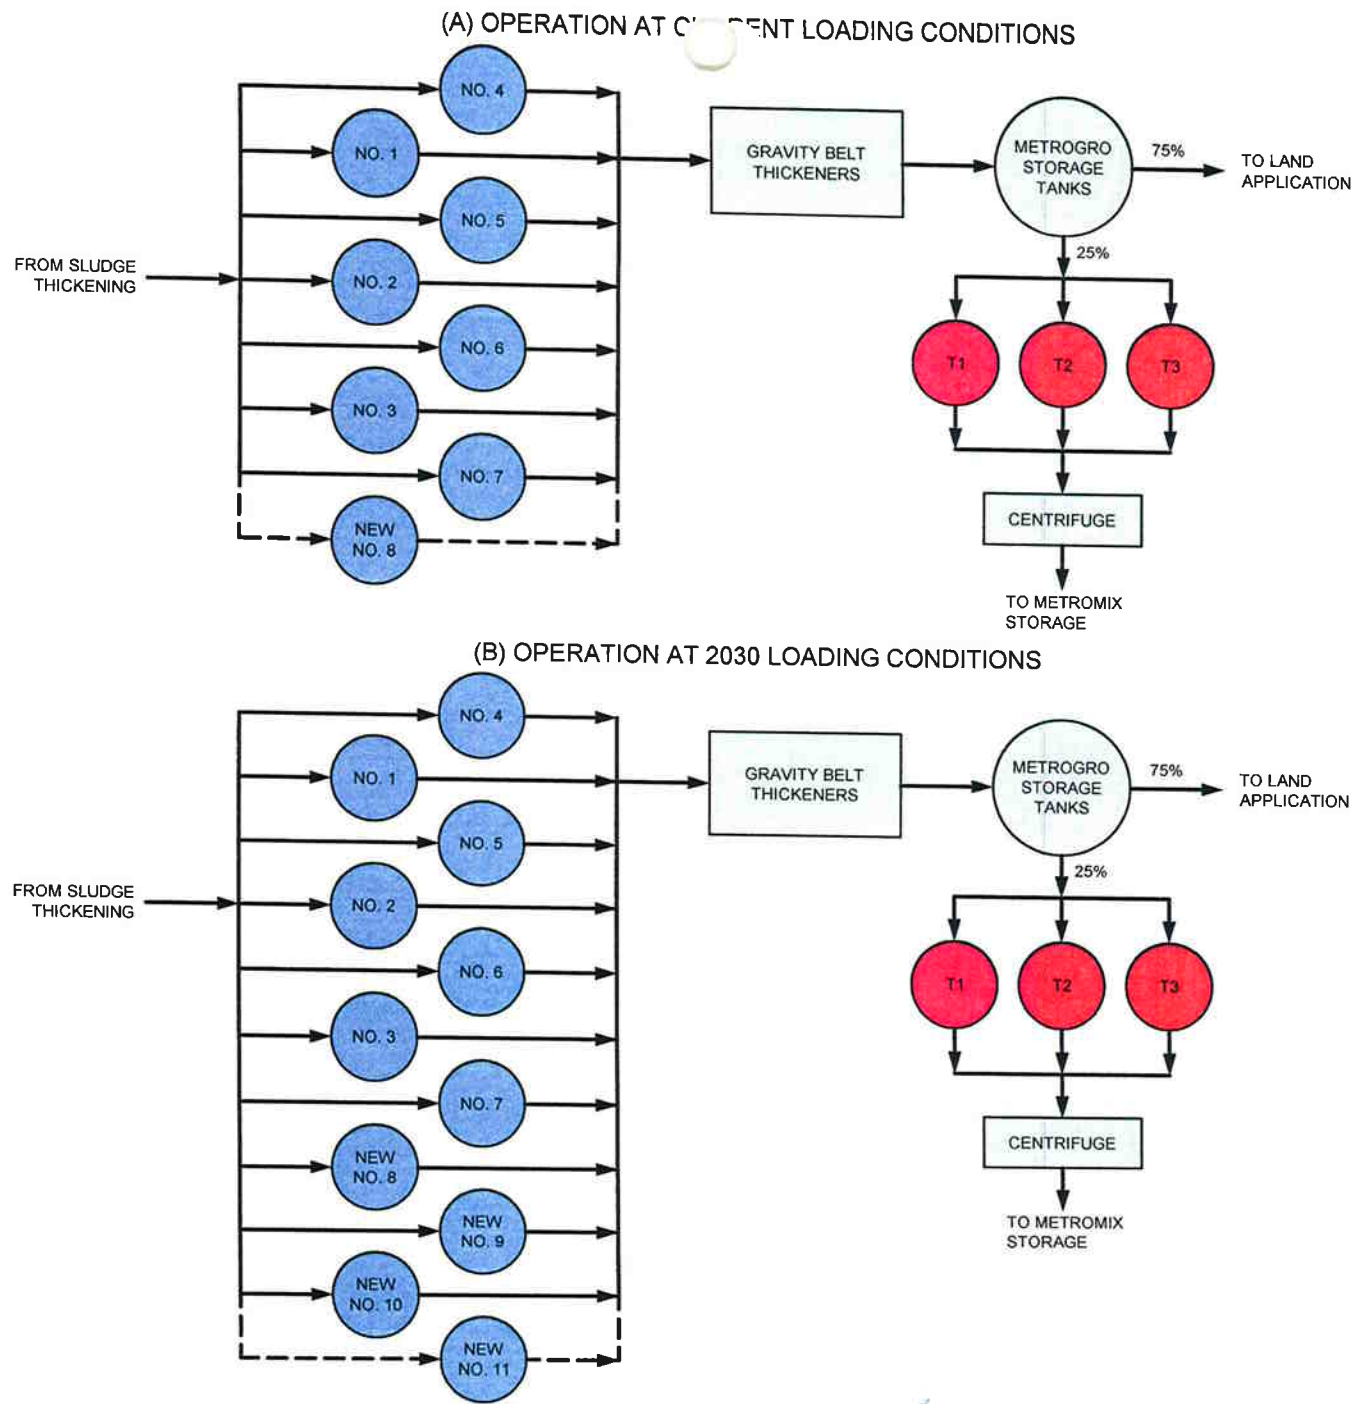 (A) OPERATION AT LOADING CONDITIONS
NO. 4
NO. 1
NO. 5
NO. 2
NO. 6
NO. 3
NO. 7
NEW
NO. 8
FROM SLUDGE
THICKENING
GRAVITY BELT
THICKENERS
METROGRO
STORAGE
TANKS
75%
TO LAND
APPLICATION
25%
T1
T2
T3
CENTRIFUGE
TO METROMIX
STORAGE
(B) OPERATION AT 2030 LOADING CONDITIONS
NO. 4
NO. 1
NO. 5
NO. 2
NO. 6
NO. 3
NO. 7
NEW
NO. 8
NEW
NO. 9
NEW
NO. 10
NEW
NO. 11
FROM SLUDGE
THICKENING
GRAVITY BELT
THICKENERS
METROGRO
STORAGE
TANKS
75%
TO LAND
APPLICATION
25%
T1
T2
T3
CENTRIFUGE
TO METROMIX
STORAGE